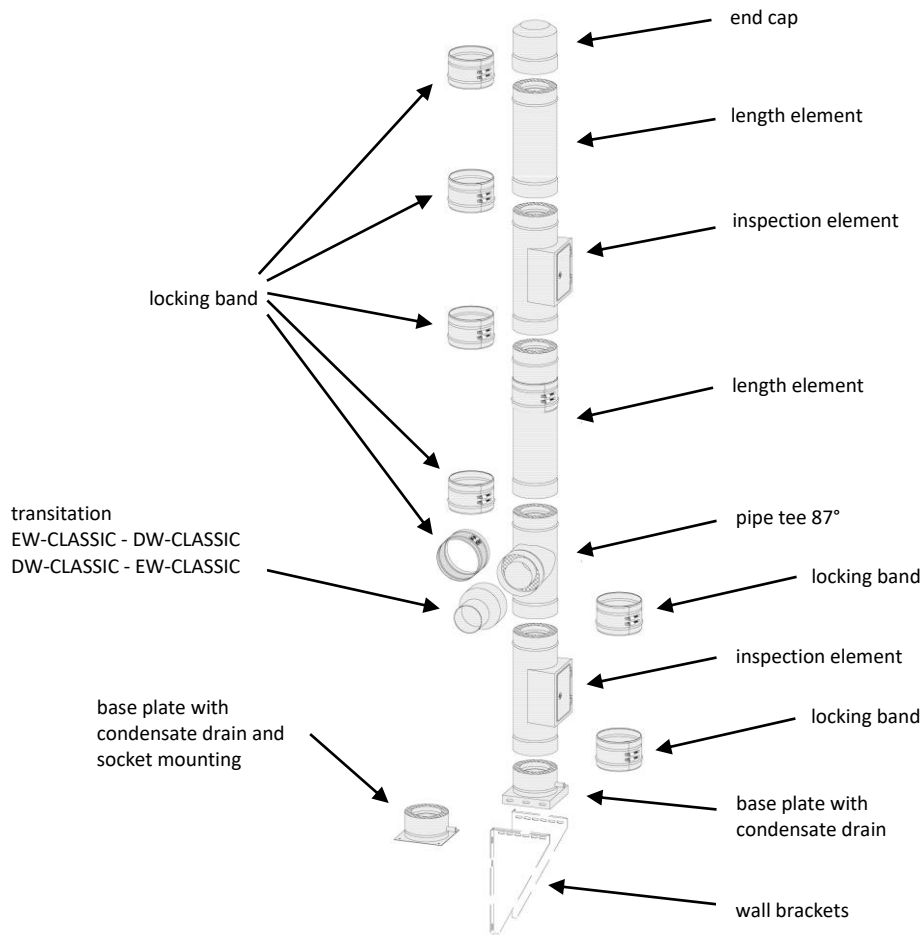 end cap
length element
inspection element
locking band
length element
transitation
EW-CLASSIC - DW-CLASSIC
DW-CLASSIC - EW-CLASSIC
pipe tee 87°
locking band
inspection element
base plate with
condensate drain and
socket mounting
locking band
base plate with
condensate drain
wall brackets